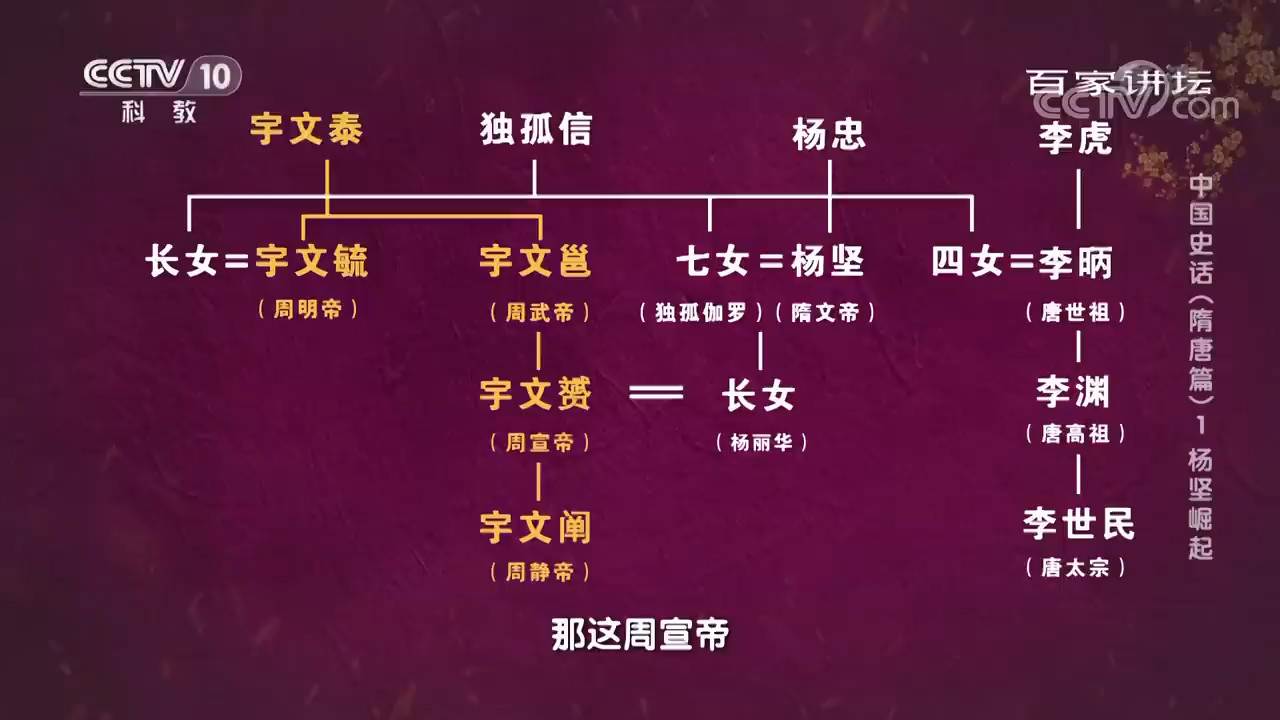 CCTV 10
科教
百家讲坛
CCTV.com
宇文泰 独孤信 杨忠 李虎
长女=宇文毓 宇文邕 七女=杨坚 四女=李昞
（周明帝） （周武帝） （独孤伽罗）（隋文帝） （唐世祖）
宇文赟 = 长女 李渊
（周宣帝） （杨丽华） （唐高祖）
宇文阐 李世民
（周静帝） （唐太宗）
中国史话（隋唐篇）1 杨坚崛起
那这周宣帝